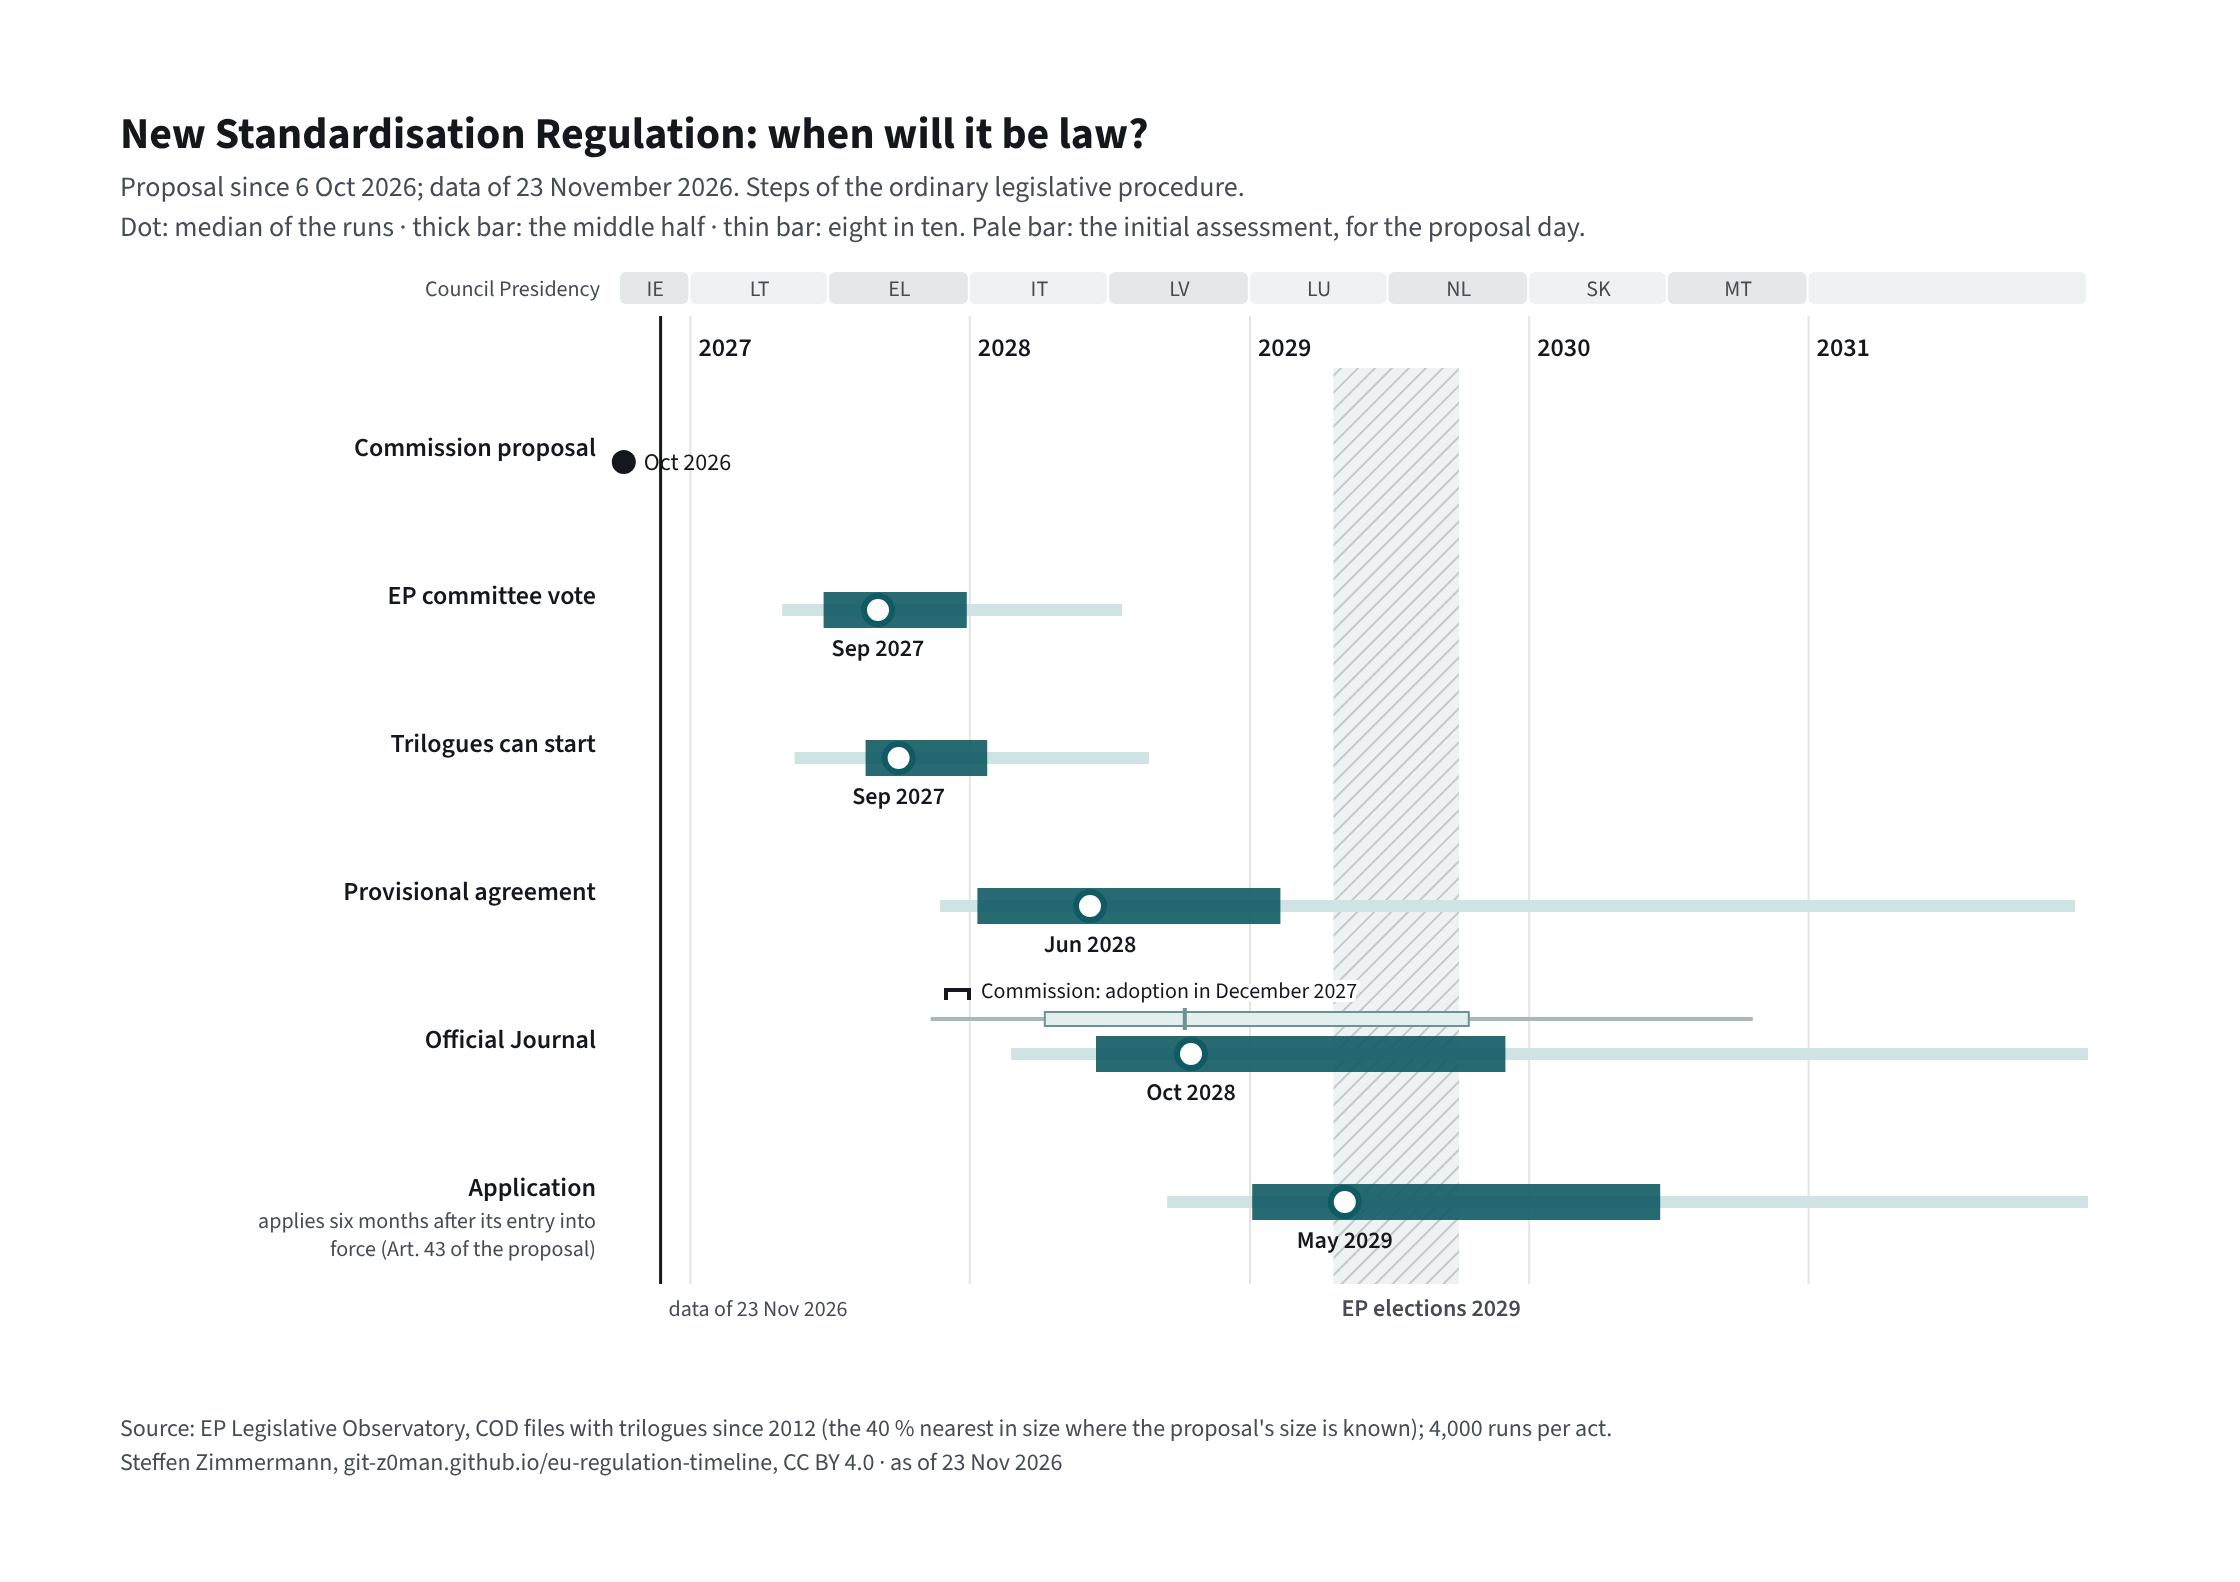 New Standardisation Regulation: when will it be law?
Proposal since 6 Oct 2026; data of 23 November 2026. Steps of the ordinary legislative procedure.
Dot: median of the runs · thick bar: the middle half · thin bar: eight in ten. Pale bar: the initial assessment, for the proposal day.
Council Presidency IE LT EL IT LV LU NL SK MT
2027 2028 2029 2030 2031
Commission proposal
Oct 2026
EP committee vote
Sep 2027
Trilogues can start
Sep 2027
Provisional agreement
Jun 2028
Commission: adoption in December 2027
Official Journal
Oct 2028
Application
applies six months after its entry into
force (Art. 43 of the proposal)
May 2029
data of 23 Nov 2026
EP elections 2029
Source: EP Legislative Observatory, COD files with trilogues since 2012 (the 40 % nearest in size where the proposal's size is known); 4,000 runs per act.
Steffen Zimmermann, git-z0man.github.io/eu-regulation-timeline, CC BY 4.0 · as of 23 Nov 2026